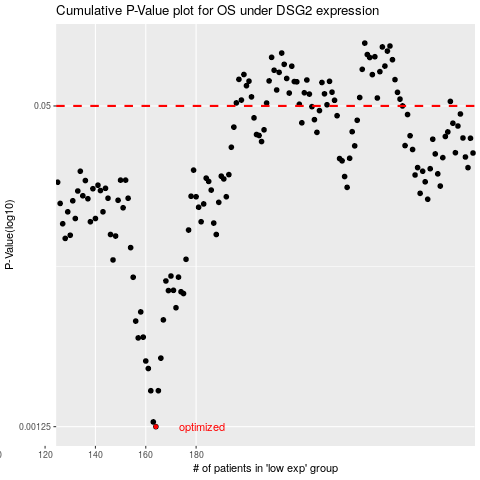 Cumulative P-Value plot for OS under DSG2 expression
0.05
P-Value(log10)
0.00125
optimized
0 120 140 160 180
# of patients in 'low exp' group